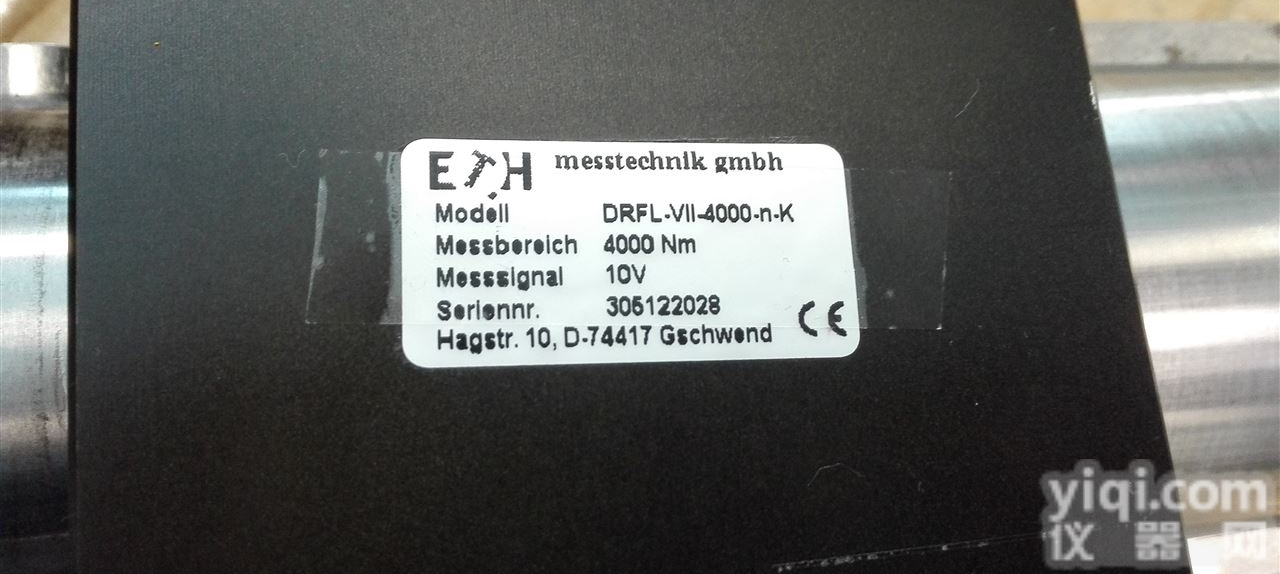 ETH messtechnik gmbh
Modell DRFL-VII-4000-n-K
Messbereich 4000 Nm
Messsignal 10V
Seriennr. 305122028
Hagstr. 10, D-74417 Gschwend CE
yiqi.com
仪器网